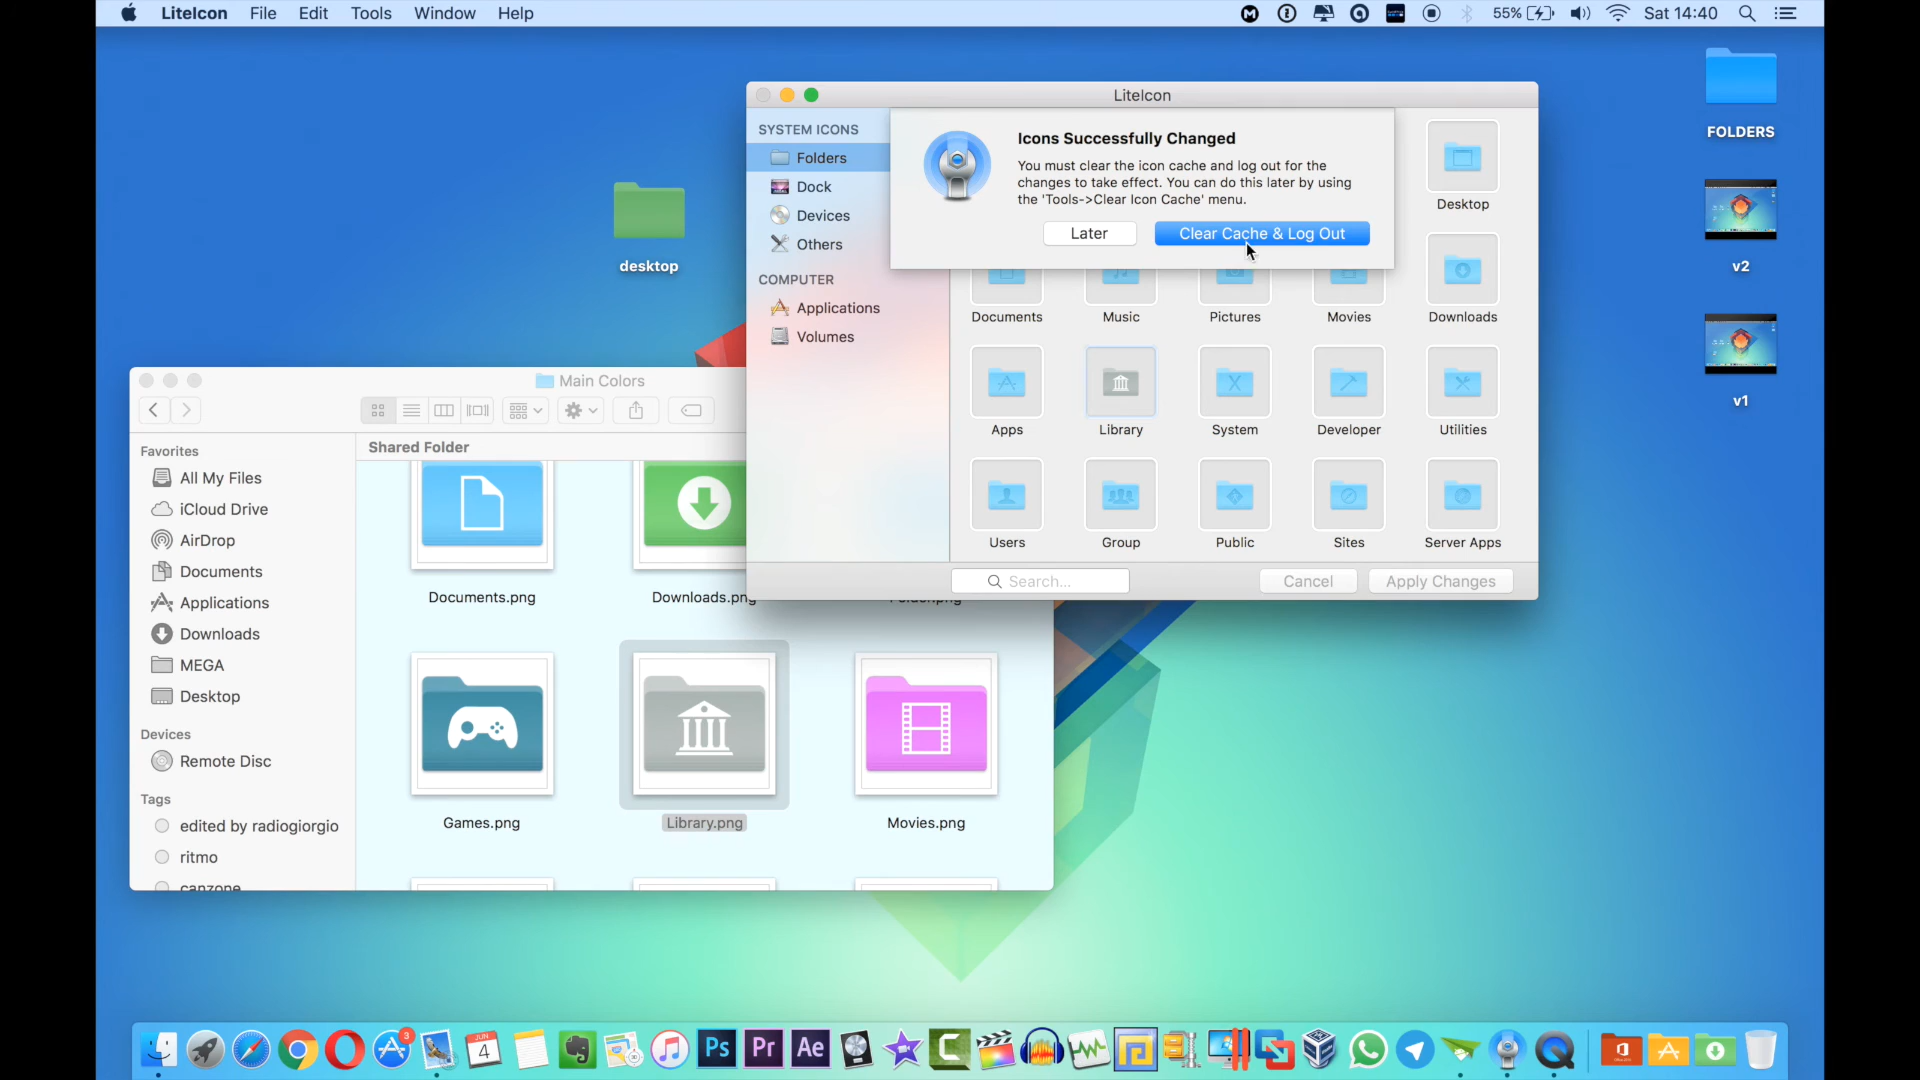 LiteIcon File Edit Tools Window Help
55% Sat 14:40
FOLDERS
v2
v1
desktop
LiteIcon
SYSTEM ICONS
Folders
Dock
Devices
Others
COMPUTER
Applications
Volumes
Icons Successfully Changed
You must clear the icon cache and log out for the
changes to take effect. You can do this later by using
the 'Tools->Clear Icon Cache' menu.
Later Clear Cache & Log Out
Desktop
Documents Music Pictures Movies Downloads
Apps Library System Developer Utilities
Users Group Public Sites Server Apps
Search... Cancel Apply Changes
Main Colors
Favorites
All My Files
iCloud Drive
AirDrop
Documents
Applications
Downloads
MEGA
Desktop
Devices
Remote Disc
Tags
edited by radiogiorgio
ritmo
canzone
Shared Folder
Documents.png Downloads.png
Games.png Library.png Movies.png
3
JUN
4
Ps Pr Ae